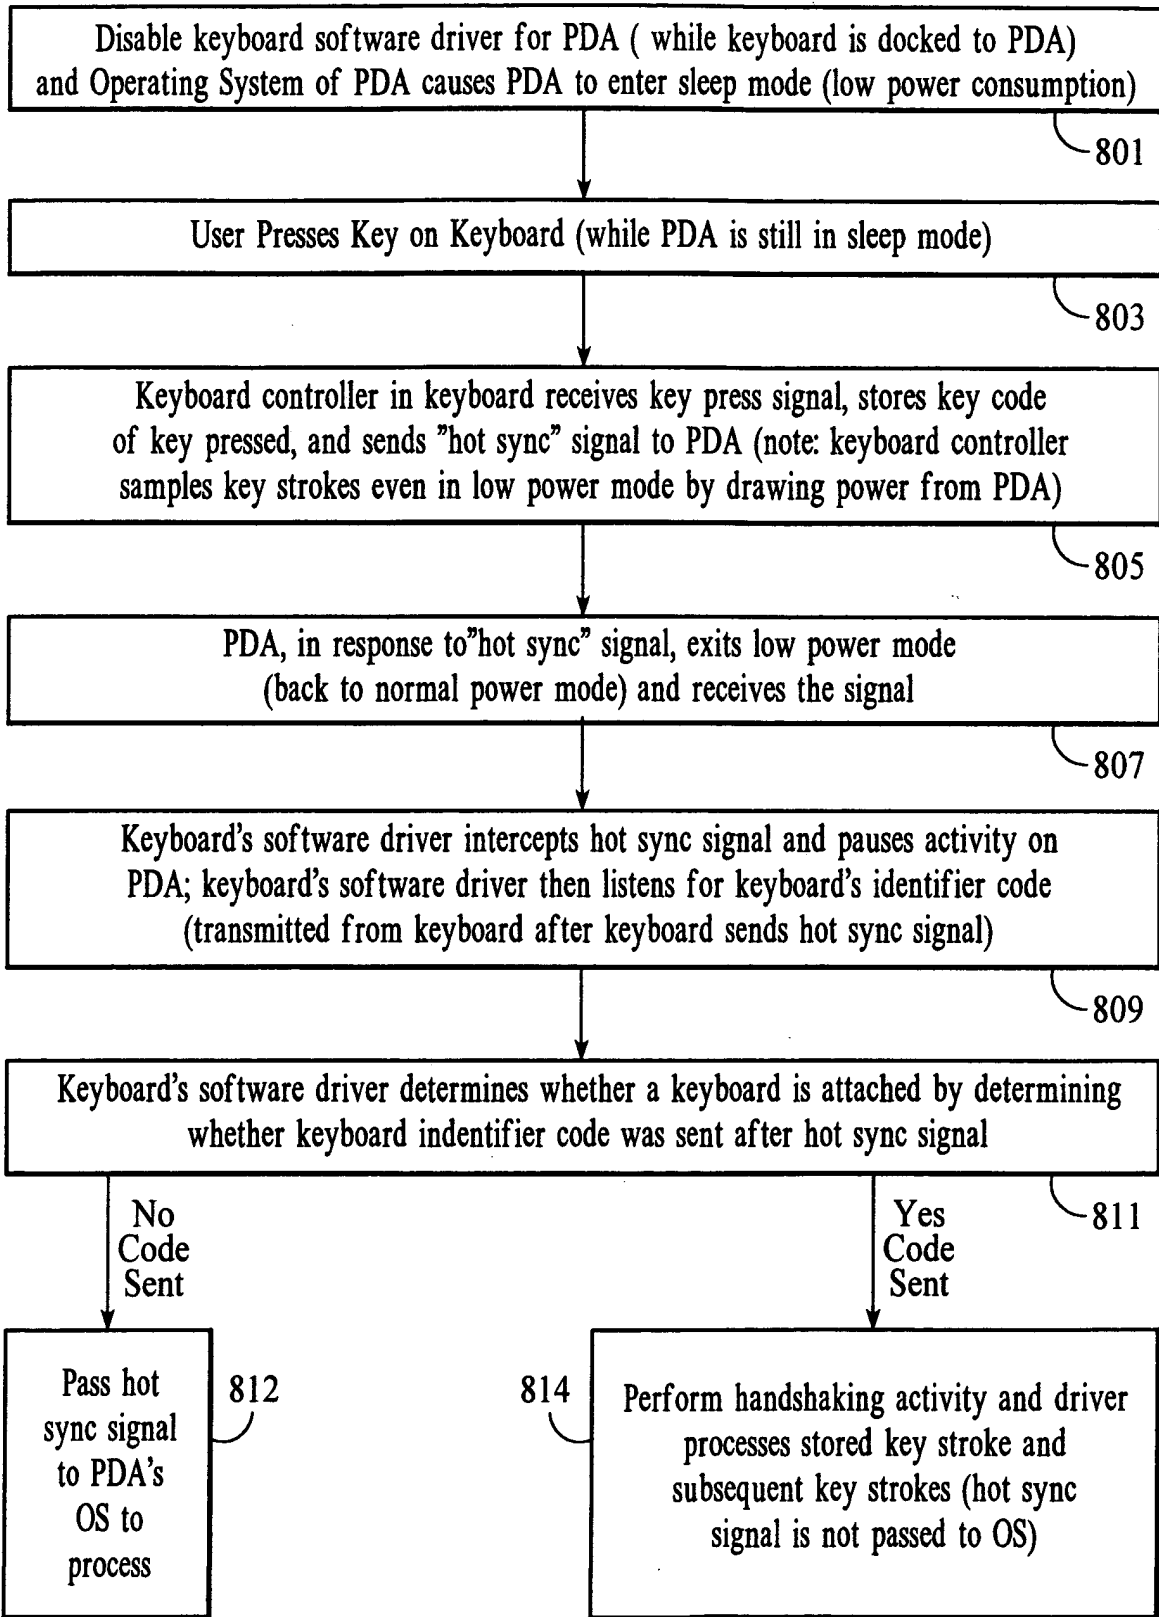 Disable keyboard software driver for PDA ( while keyboard is docked to PDA)
and Operating System of PDA causes PDA to enter sleep mode (low power consumption)
801
User Presses Key on Keyboard (while PDA is still in sleep mode)
803
Keyboard controller in keyboard receives key press signal, stores key code
of key pressed, and sends "hot sync" signal to PDA (note: keyboard controller
samples key strokes even in low power mode by drawing power from PDA)
805
PDA, in response to"hot sync" signal, exits low power mode
(back to normal power mode) and receives the signal
807
Keyboard's software driver intercepts hot sync signal and pauses activity on
PDA; keyboard's software driver then listens for keyboard's identifier code
(transmitted from keyboard after keyboard sends hot sync signal)
809
Keyboard's software driver determines whether a keyboard is attached by determining
whether keyboard indentifier code was sent after hot sync signal
811
No
Code
Sent
Yes
Code
Sent
Pass hot
sync signal
to PDA's
OS to
process
812
814
Perform handshaking activity and driver
processes stored key stroke and
subsequent key strokes (hot sync
signal is not passed to OS)